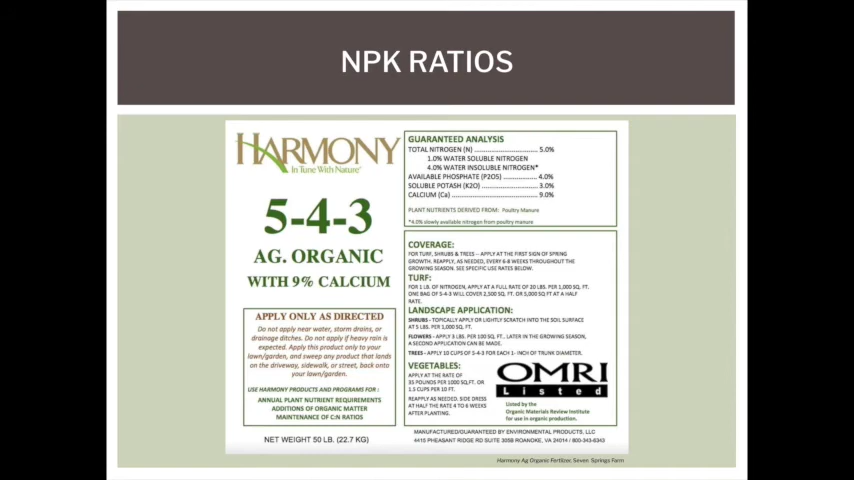 NPK RATIOS
HARMONY
In Tune With Nature
5-4-3
AG. ORGANIC
WITH 9% CALCIUM
APPLY ONLY AS DIRECTED
Do not apply near water, storm drains, or
drainage ditches. Do not apply if heavy rain is
expected. Apply this product only to your
lawn/garden, and sweep any product that lands
on the driveway, sidewalk, or street, back onto
your lawn/garden.
USE HARMONY PRODUCTS AND PROGRAMS FOR :
ANNUAL PLANT NUTRIENT REQUIREMENTS
ADDITIONS OF ORGANIC MATTER
MAINTENANCE OF C:N RATIOS
NET WEIGHT 50 LB. (22.7 KG)
GUARANTEED ANALYSIS
TOTAL NITROGEN (N) .................................. 5.0%
1.0% WATER SOLUBLE NITROGEN
4.0% WATER INSOLUBLE NITROGEN*
AVAILABLE PHOSPHATE (P2O5) .................. 4.0%
SOLUBLE POTASH (K2O) .............................. 3.0%
CALCIUM (Ca) ............................................... 9.0%
PLANT NUTRIENTS DERIVED FROM: Poultry Manure
*4.0% slowly available nitrogen from poultry manure
COVERAGE:
FOR TURF, SHRUBS & TREES -- APPLY AT THE FIRST SIGN OF SPRING
GROWTH. REAPPLY, AS NEEDED, EVERY 6-8 WEEKS THROUGHOUT THE
GROWING SEASON. SEE SPECIFIC USE RATES BELOW.
TURF:
FOR 1 LB. OF NITROGEN, APPLY AT A FULL RATE OF 20 LBS. PER 1,000 SQ. FT.
ONE BAG OF 5-4-3 WILL COVER 2,500 SQ. FT. OR 5,000 SQ FT AT A HALF
RATE.
LANDSCAPE APPLICATION:
SHRUBS - TOPICALLY APPLY OR LIGHTLY SCRATCH INTO THE SOIL SURFACE
AT 5 LBS. PER 1,000 SQ. FT.
FLOWERS - APPLY 3 LBS. PER 100 SQ. FT.. LATER IN THE GROWING SEASON,
A SECOND APPLICATION CAN BE MADE.
TREES - APPLY 10 CUPS OF 5-4-3 FOR EACH 1- INCH OF TRUNK DIAMETER.
VEGETABLES:
APPLY AT THE RATE OF
35 POUNDS PER 1000 SQ.FT. OR
1.5 CUPS PER 10 FT.
REAPPLY AS NEEDED. SIDE DRESS
AT HALF THE RATE 4 TO 6 WEEKS
AFTER PLANTING.
OMRI
Listed
Listed by the
Organic Materials Review Institute
for use in organic production.
MANUFACTURED/GUARANTEED BY ENVIRONMENTAL PRODUCTS, LLC
4415 PHEASANT RIDGE RD SUITE 305B ROANOKE, VA 24014 / 800-343-6343
Harmony Ag Organic Fertlizer. Seven Springs Farm